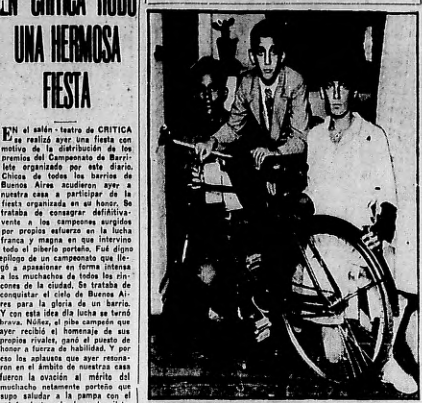 EN CRITICA HUBO
UNA HERMOSA
FIESTA
EN el salón - teatro de CRITICA
se realizó ayer una fiesta con
motivo de la distribución de los
premios del Campeonato de Barri-
lete organizado por este diario.
Chicos de todos los barrios de
Buenos Aires acudieron ayer a
nuestra casa a participar de la
fiesta organizada en su honor. Se
trataba de consagrar definitiva-
vente a los campeones surgidos
por propios esfuerzo en la lucha
franca y magna en que intervino
todo el piberío porteño. Fué digno
epílogo de un campeonato que lle-
gó a apasionar en forma intensa
a los muchachos de todos los rin-
cones de la ciudad. Se trataba de
conquistar el cielo de Buenos Ai-
res para la gloria de un barrio.
Y con esta idea dla lucha se tornó
brava. Núñez, el pibe campeón que
ayer recibió el homenaje de sus
propios rivales, ganó el puesto de
honor a fuerza de habilidad. Y por
eso los aplausos que ayer resona-
ron en el ámbito de nuestraa casa
fueron la ovación al mérito del
muchacho netamente porteño que
supo saludar a la pampa con el